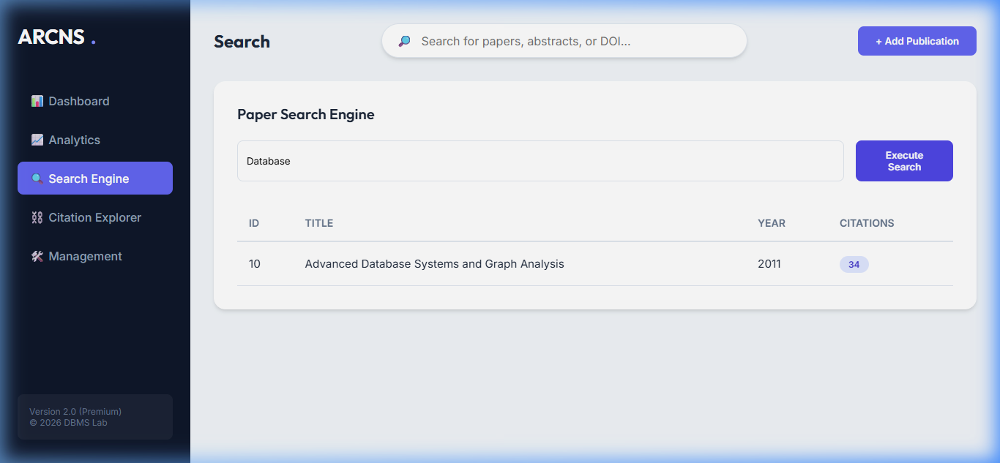 ARCNS .
Dashboard
Analytics
Search Engine
Citation Explorer
Management
Version 2.0 (Premium)
© 2026 DBMS Lab
Search
Search for papers, abstracts, or DOI...
+ Add Publication
Paper Search Engine
Database
Execute
Search
ID TITLE YEAR CITATIONS
10 Advanced Database Systems and Graph Analysis 2011 34